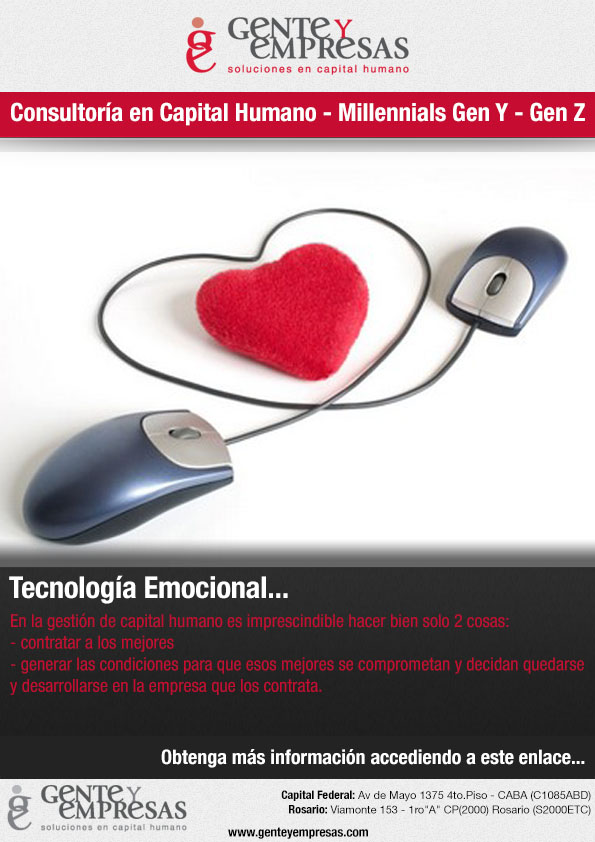 GENTE Y
EMPRESAS
soluciones en capital humano
Consultoría en Capital Humano - Millennials Gen Y - Gen Z
Tecnología Emocional...
En la gestión de capital humano es imprescindible hacer bien solo 2 cosas:
- contratar a los mejores
- generar las condiciones para que esos mejores se comprometan y decidan quedarse
y desarrollarse en la empresa que los contrata.
Obtenga más información accediendo a este enlace...
GENTE Y
EMPRESAS
soluciones en capital humano
Capital Federal: Av de Mayo 1375 4to.Piso - CABA (C1085ABD)
Rosario: Viamonte 153 - 1ro"A" CP(2000) Rosario (S2000ETC)
www.genteyempresas.com